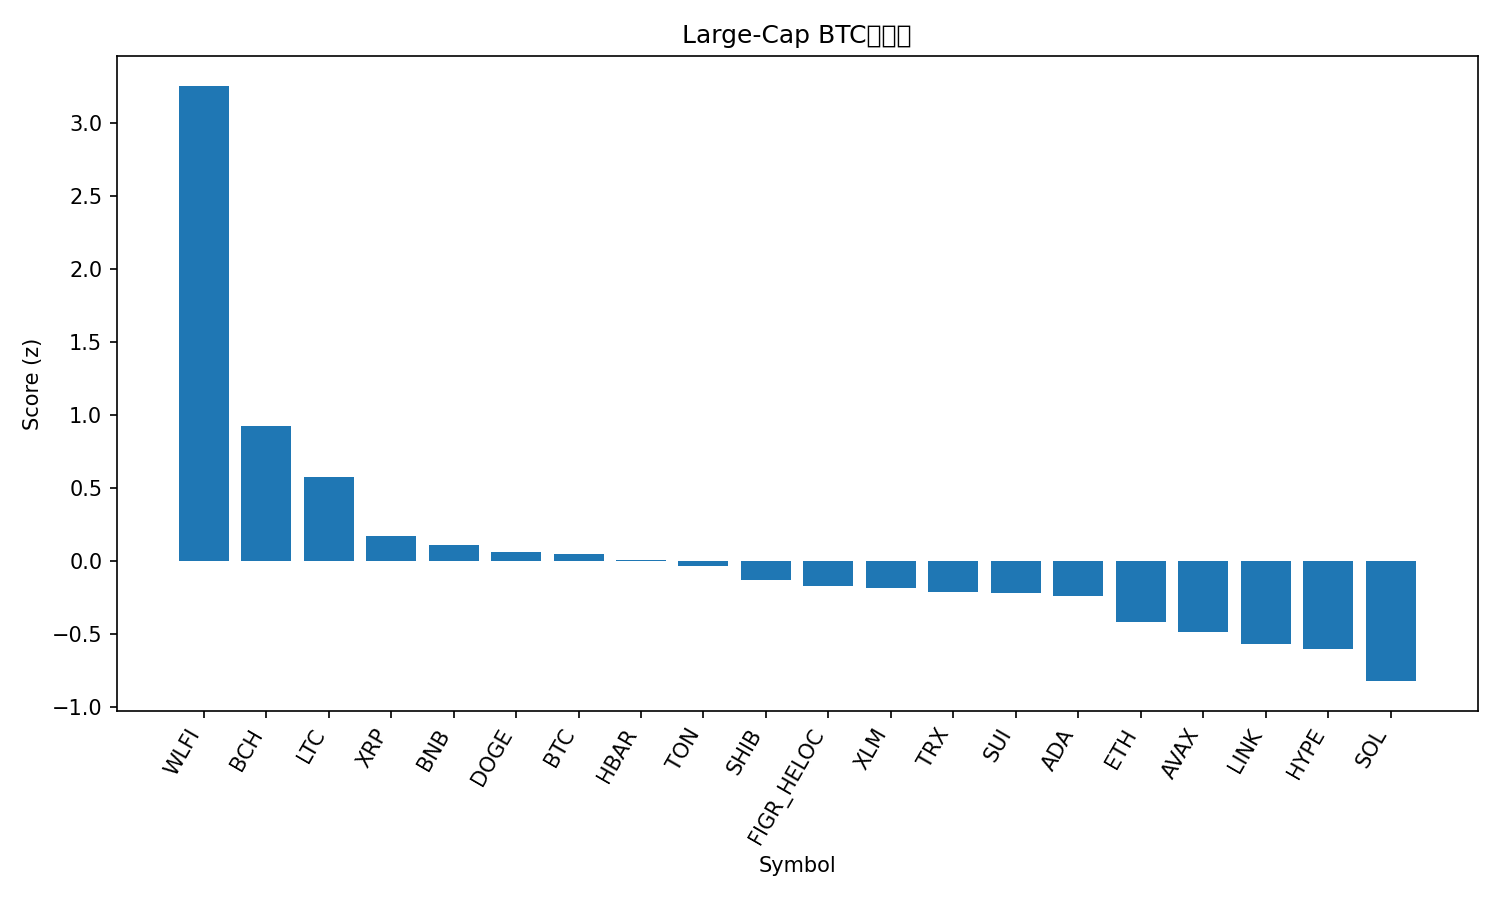 Large-Cap BTC
Score (z)
3.0
2.5
2.0
1.5
1.0
0.5
0.0
−0.5
−1.0
WLFI
BCH
LTC
XRP
BNB
DOGE
BTC
HBAR
TON
SHIB
FIGR_HELOC
XLM
TRX
SUI
ADA
ETH
AVAX
LINK
HYPE
SOL
Symbol